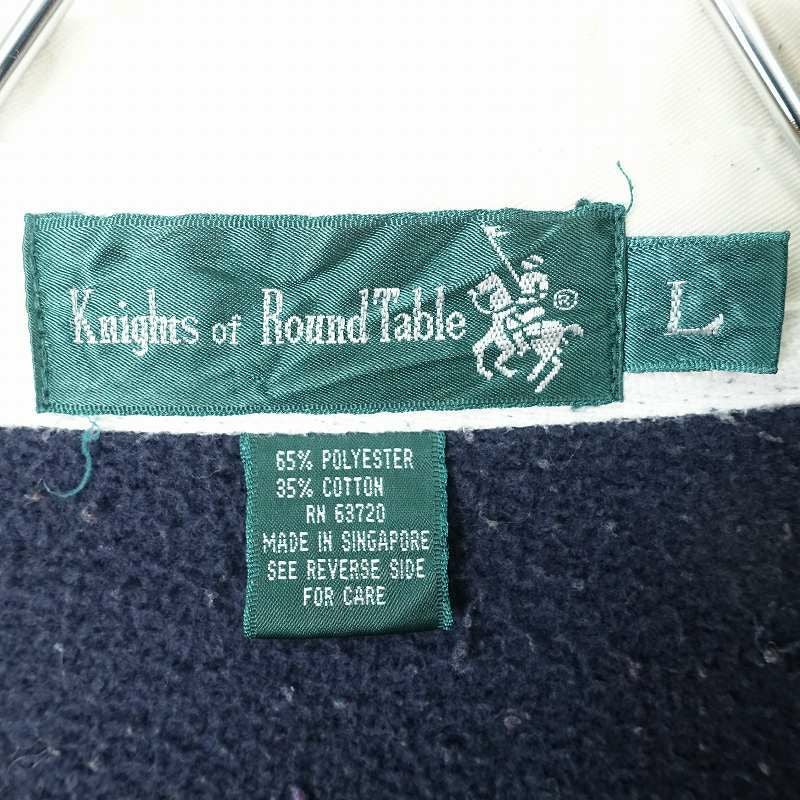 Knights of Round Table ®
L
65% POLYESTER
35% COTTON
RN 63720
MADE IN SINGAPORE
SEE REVERSE SIDE
FOR CARE